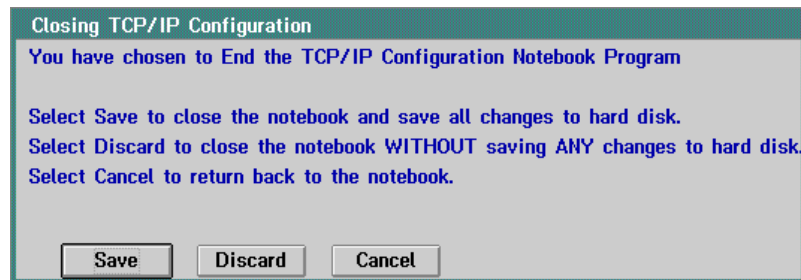 Closing TCP/IP Configuration
You have chosen to End the TCP/IP Configuration Notebook Program
Select Save to close the notebook and save all changes to hard disk.
Select Discard to close the notebook WITHOUT saving ANY changes to hard disk.
Select Cancel to return back to the notebook.
Save Discard Cancel